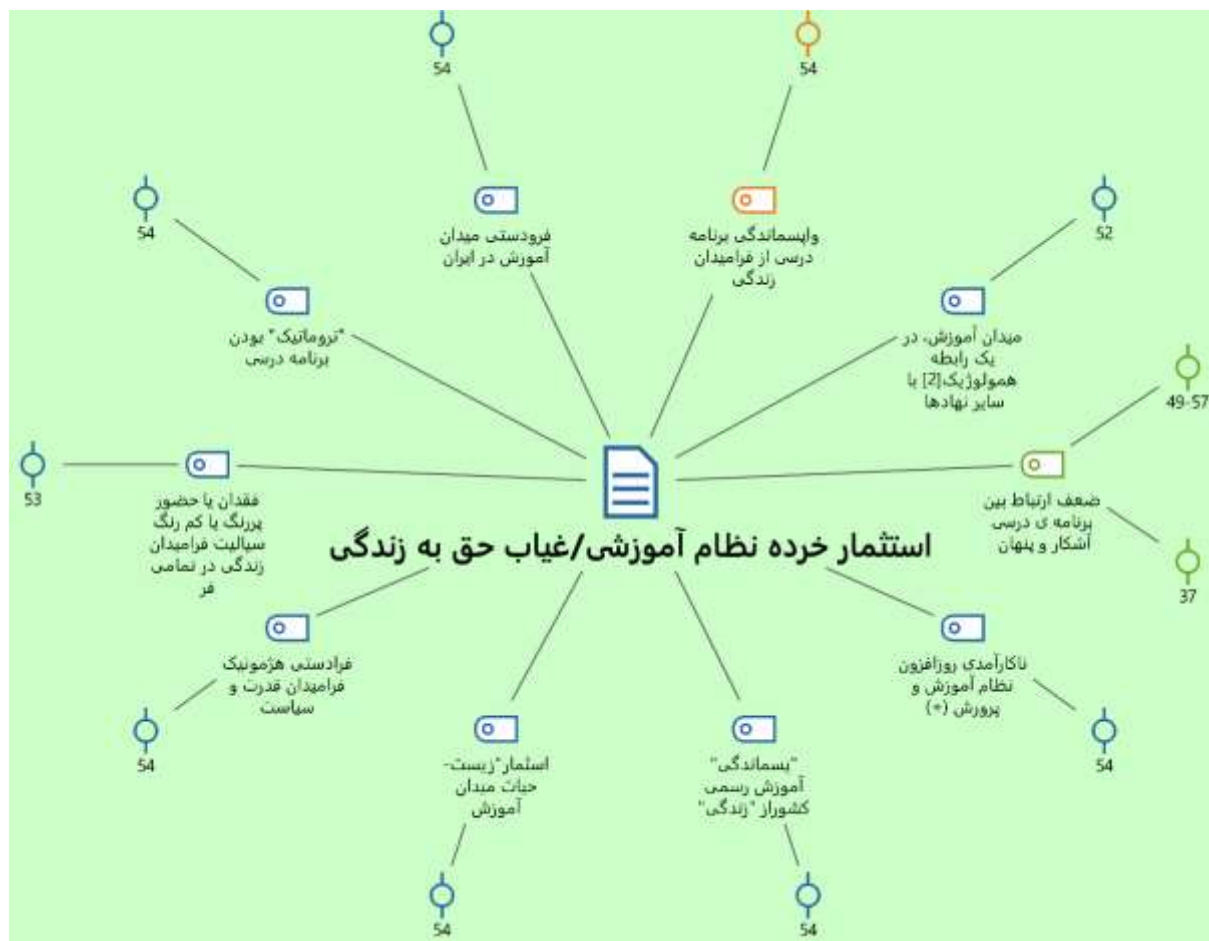 54
54
فرودستی میدان
آموزش در ایران
54
واپسماندگی برنامه
درسی از فرامیدان
زندگی
54
"تروماتیک" بودن
برنامه درسی
52
میدان آموزش، در
یک رابطه
همولوژیک[2] با
سایر نهادها
49-57
ضعف ارتباط بین
برنامه ی درسی
آشکار و پنهان
37
53
فقدان یا حضور
پررنگ یا کم رنگ
سیالیت فرامیدان
زندگی در تمامی
فر
استثمار خرده نظام آموزشی/غیاب حق به زندگی
فرادستی هژمونیک
فرامیدان قدرت و
سیاست
54
ناکارآمدی روزافزون
نظام آموزش و
پرورش (+)
54
استثمار"زیست-
حیات میدان
آموزش
54
"پسماندگی"
آموزش رسمی
کشوراز "زندگی"
54